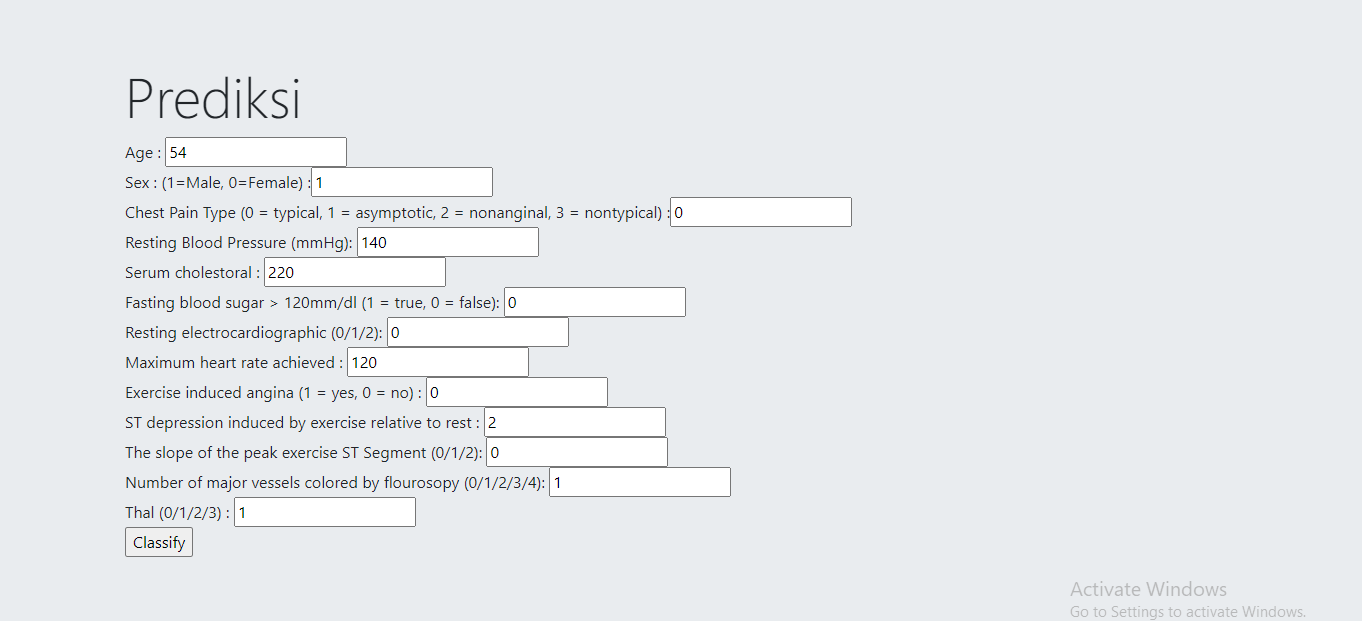 Prediksi
Age : 54
Sex : (1=Male, 0=Female) : 1
Chest Pain Type (0 = typical, 1 = asymptotic, 2 = nonanginal, 3 = nontypical) : 0
Resting Blood Pressure (mmHg): 140
Serum cholestoral : 220
Fasting blood sugar > 120mm/dl (1 = true, 0 = false): 0
Resting electrocardiographic (0/1/2): 0
Maximum heart rate achieved : 120
Exercise induced angina (1 = yes, 0 = no) : 0
ST depression induced by exercise relative to rest : 2
The slope of the peak exercise ST Segment (0/1/2): 0
Number of major vessels colored by flourosopy (0/1/2/3/4): 1
Thal (0/1/2/3) : 1
Classify
Activate Windows
Go to Settings to activate Windows.